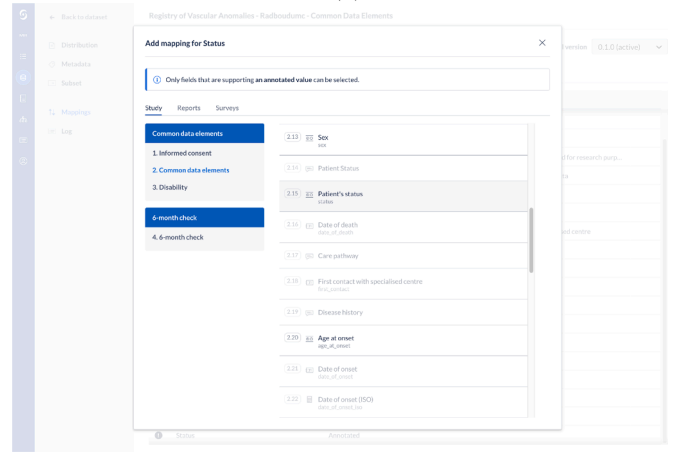 Back to dataset
Registry of Vascular Anomalies - Radboudumc - Common Data Elements
Distribution
Metadata
Subset
Mappings
Log
0.1.0 (active)
Add mapping for Status
Only fields that are supporting an annotated value can be selected.
Study Reports Surveys
Common data elements
1. Informed consent
2. Common data elements
3. Disability
6-month check
4. 6-month check
2.13 Sex
sex
2.14 Patient Status
2.15 Patient's status
status
2.16 Date of death
date_of_death
2.17 Care pathway
2.18 First contact with specialised centre
first_contact
2.19 Disease history
2.20 Age at onset
age_at_onset
2.21 Date of onset
date_of_onset
2.22 Date of onset (ISO)
date_of_onset_iso
d for research purp...
ed centre
Status Annotated